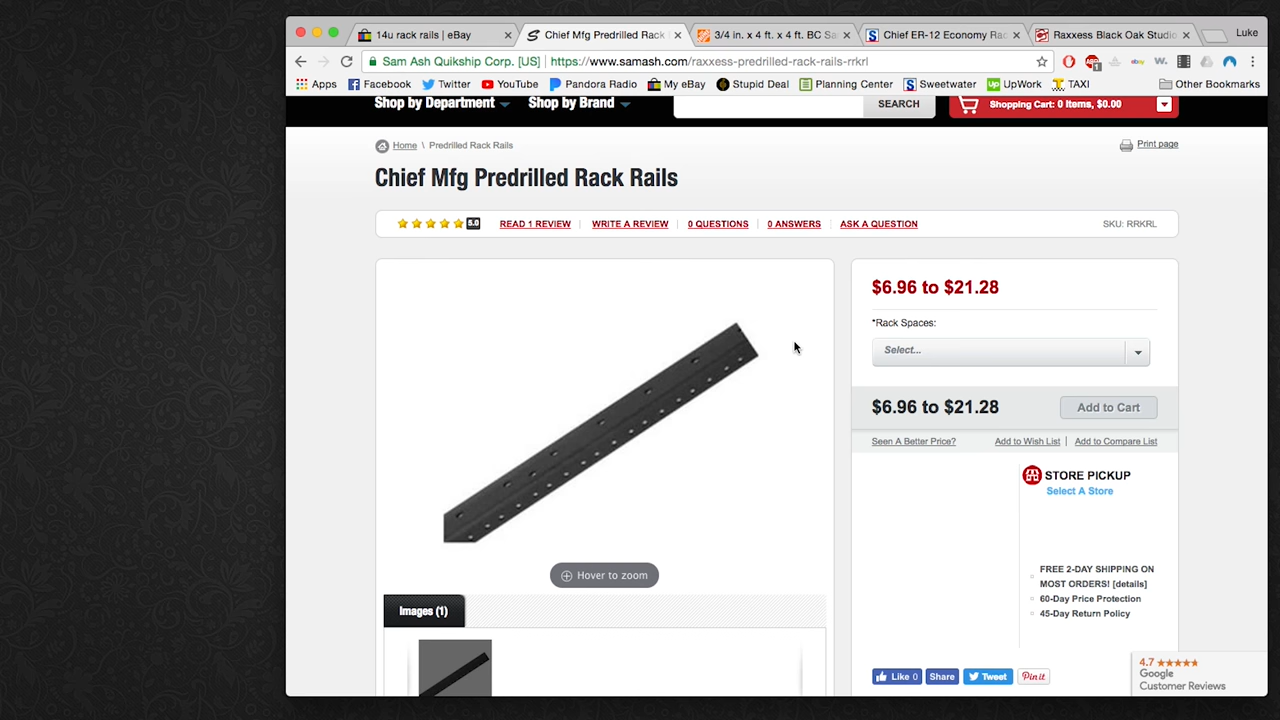 14u rack rails | eBay
Chief Mfg Predrilled Rack
3/4 in. x 4 ft. x 4 ft. BC Sa
Chief ER-12 Economy Rac
Raxxess Black Oak Studio
Luke
Sam Ash Quikship Corp. [US] https://www.samash.com/raxxess-predrilled-rack-rails-rrkrl
Apps Facebook Twitter YouTube Pandora Radio My eBay Stupid Deal Planning Center Sweetwater UpWork TAXI Other Bookmarks
Shop by Department Shop by Brand SEARCH Shopping Cart: 0 Items, $0.00
Home \ Predrilled Rack Rails Print page
Chief Mfg Predrilled Rack Rails
5.0 READ 1 REVIEW WRITE A REVIEW 0 QUESTIONS 0 ANSWERS ASK A QUESTION SKU: RRKRL
$6.96 to $21.28
*Rack Spaces:
Select...
$6.96 to $21.28 Add to Cart
Seen A Better Price? Add to Wish List | Add to Compare List
STORE PICKUP
Select A Store
FREE 2-DAY SHIPPING ON
MOST ORDERS! [details]
60-Day Price Protection
45-Day Return Policy
Hover to zoom
Images (1)
Like 0 Share Tweet Pin it
4.7
Google
Customer Reviews